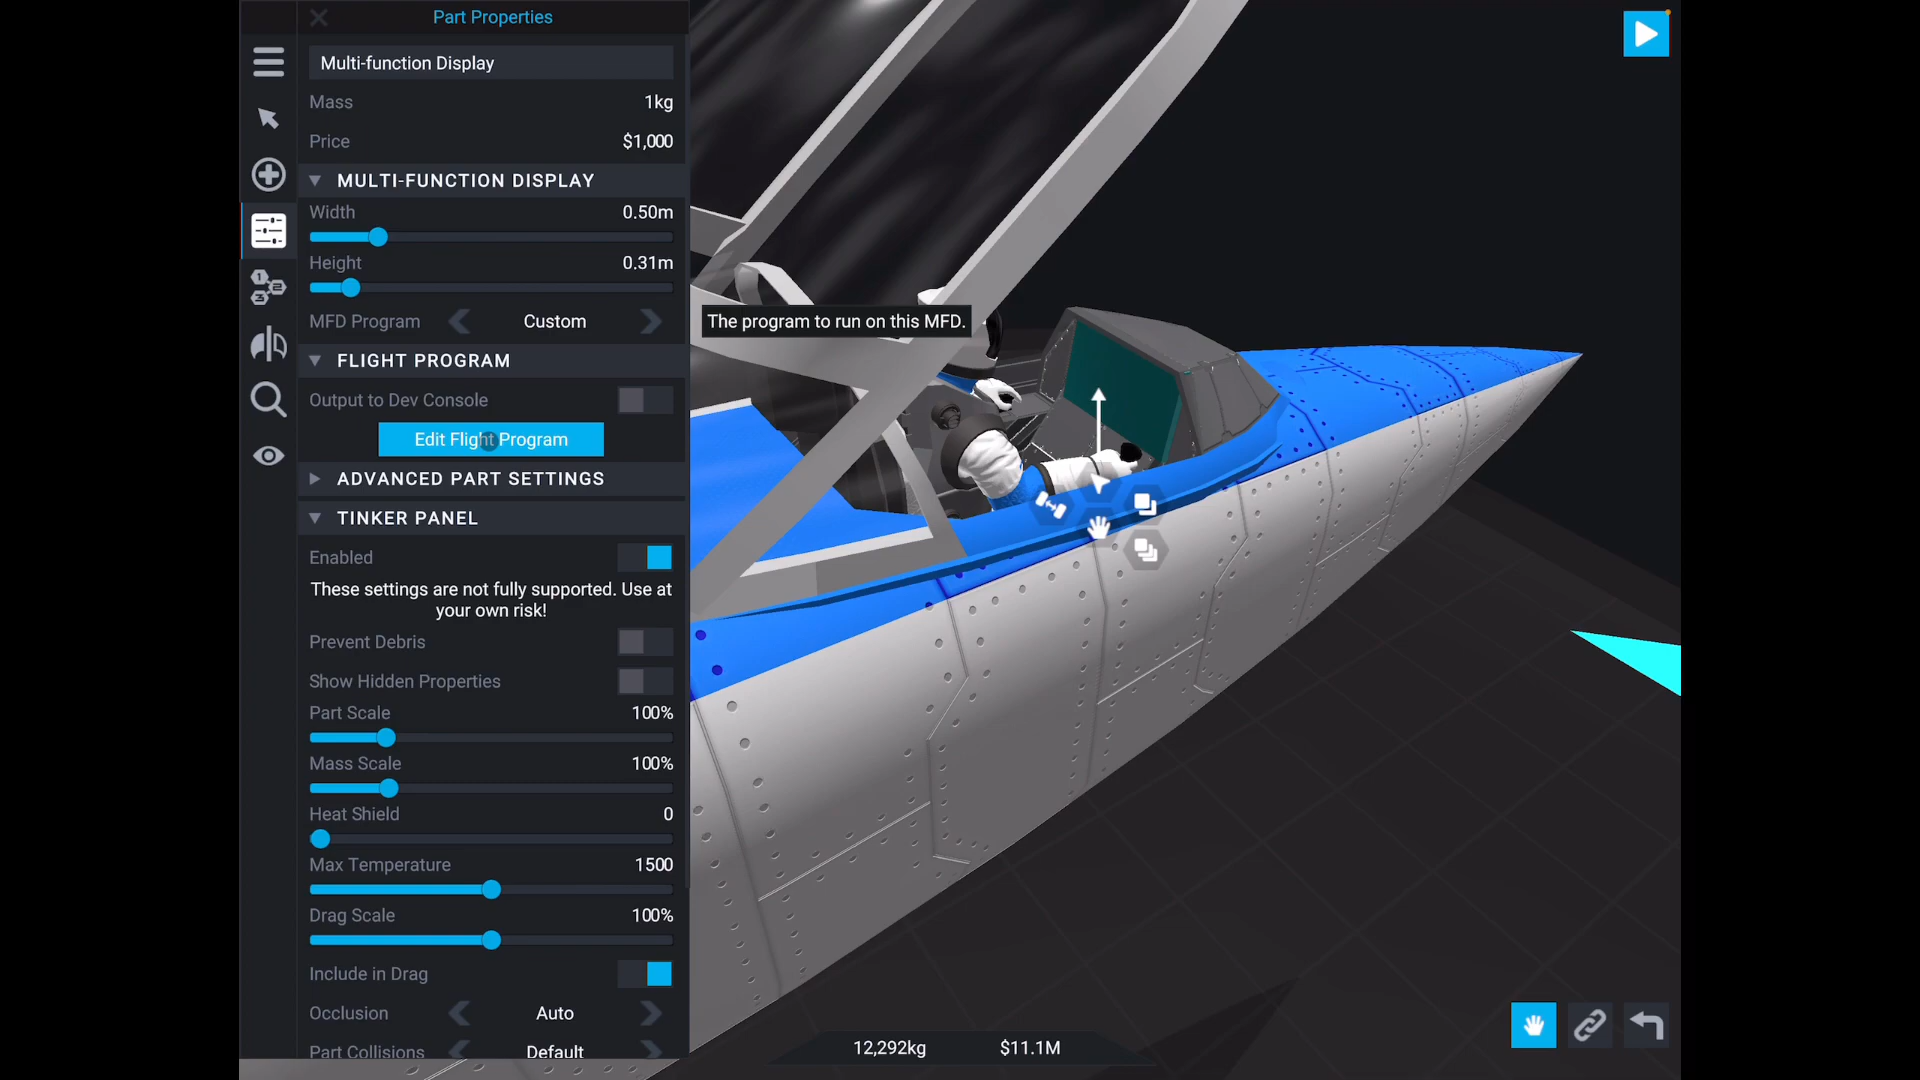 Part Properties
Multi-function Display
Mass 1kg
Price $1,000
MULTI-FUNCTION DISPLAY
Width 0.50m
Height 0.31m
MFD Program Custom
The program to run on this MFD.
FLIGHT PROGRAM
Output to Dev Console
Edit Flight Program
ADVANCED PART SETTINGS
TINKER PANEL
Enabled
These settings are not fully supported. Use at
your own risk!
Prevent Debris
Show Hidden Properties
Part Scale 100%
Mass Scale 100%
Heat Shield 0
Max Temperature 1500
Drag Scale 100%
Include in Drag
Occlusion Auto
Part Collisions Default
12,292kg $11.1M
1
2
3